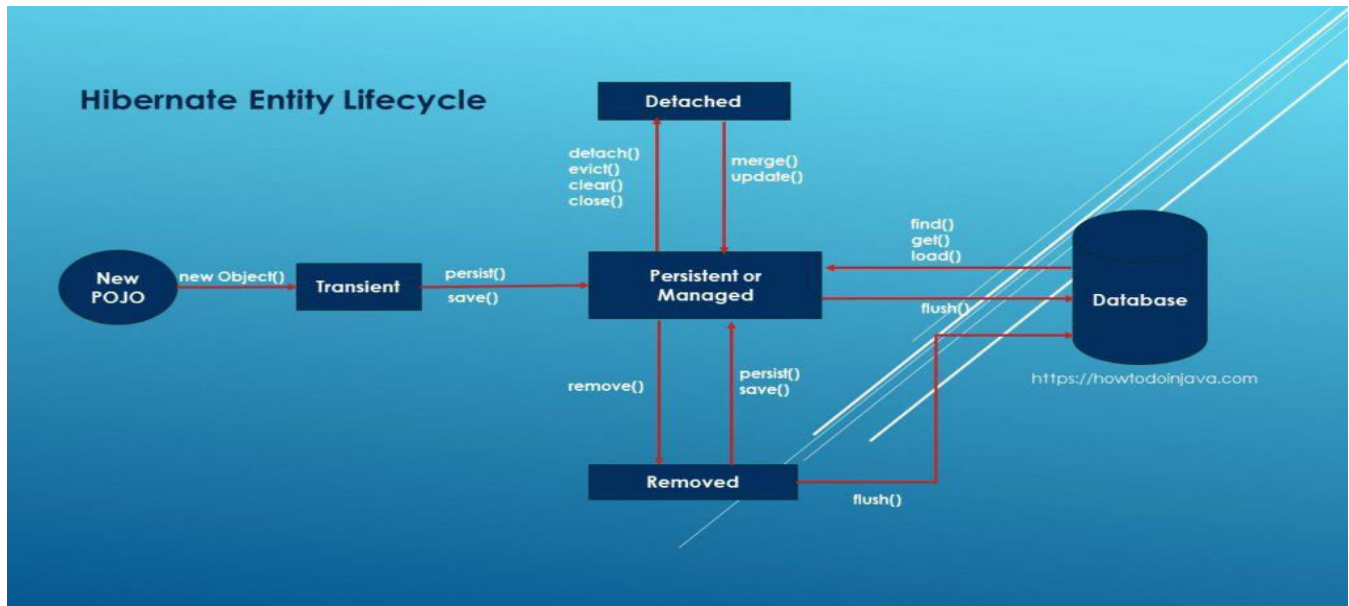 Hibernate Entity Lifecycle
Detached
detach()
evict()
clear()
close()
merge()
update()
find()
get()
load()
New
POJO
new Object()
Transient
persist()
save()
Persistent or
Managed
flush()
Database
https://howtodoinjava.com
remove()
persist()
save()
Removed
flush()